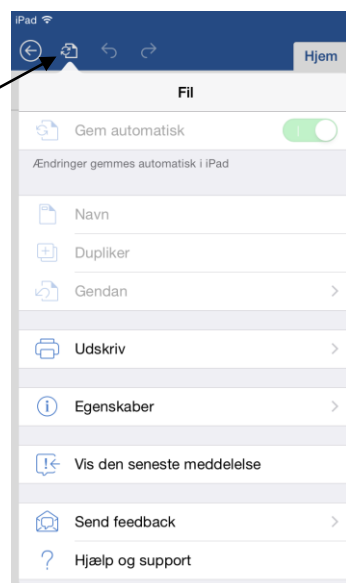 iPad
Hjem
Fil
Gem automatisk
Ændringer gemmes automatisk i iPad
Navn
Dupliker
Gendan
Udskriv
Egenskaber
Vis den seneste meddelelse
Send feedback
Hjælp og support